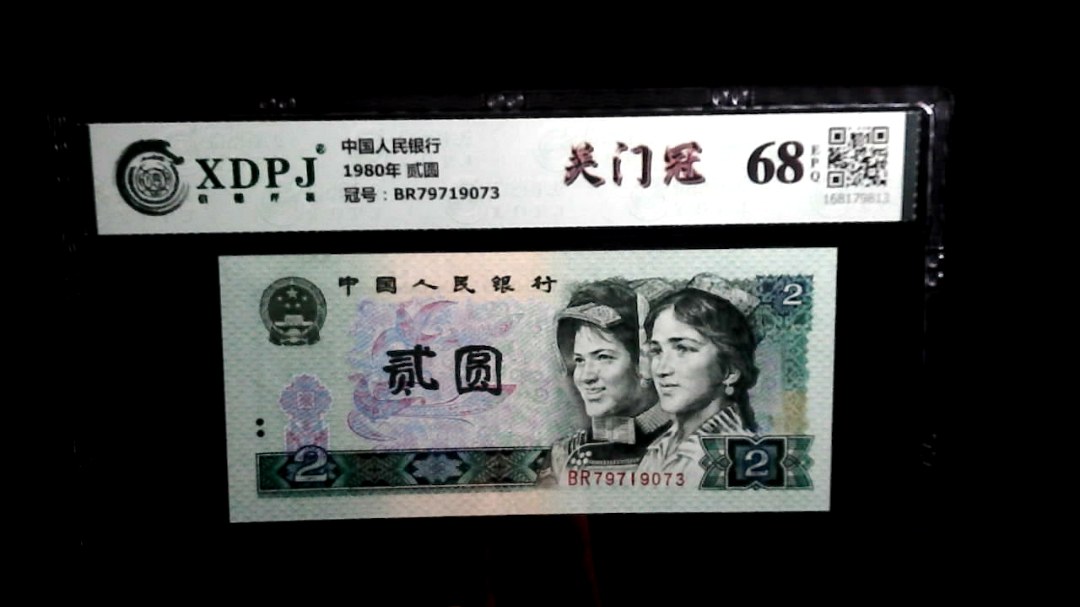 XDPJ
中国人民银行
1980年 贰圆
冠号：BR79719073
关门冠
68
EPQ
168179813
中国人民银行
2
贰圆
2
BR79719073
2